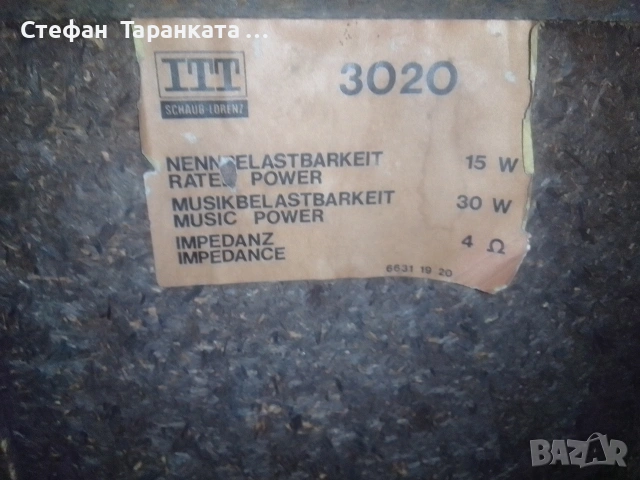 Стефан Таранката ...
ITT
SCHAUB-LORENZ
3020
NENNBELASTBARKEIT 15 W
RATED POWER
MUSIKBELASTBARKEIT 30 W
MUSIC POWER
IMPEDANZ 4 Ω
IMPEDANCE
6631 19 20
BAZAR